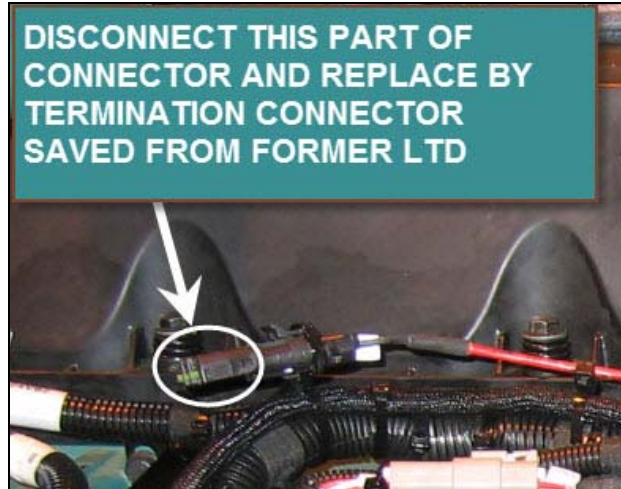 DISCONNECT THIS PART OF
CONNECTOR AND REPLACE BY
TERMINATION CONNECTOR
SAVED FROM FORMER LTD